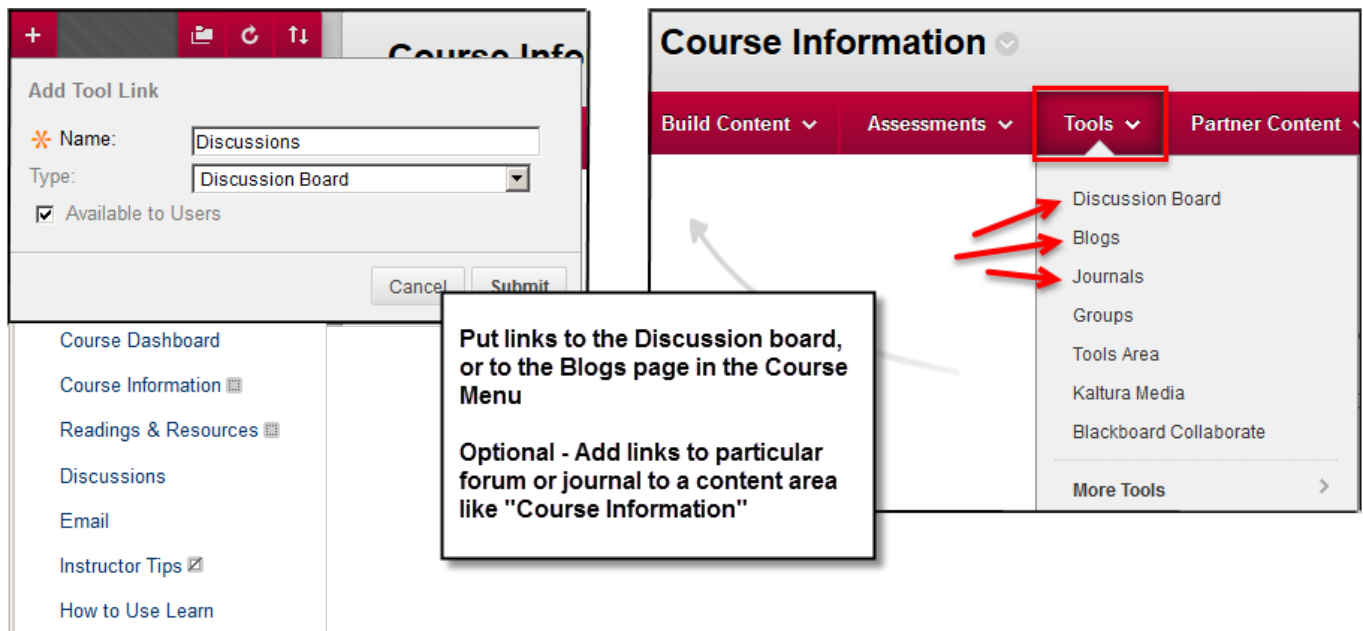 +
Course Info
Add Tool Link
Name: Discussions
Type: Discussion Board
Available to Users
Cancel Submit
Course Dashboard
Course Information
Readings & Resources
Discussions
Email
Instructor Tips
How to Use Learn
Put links to the Discussion board,
or to the Blogs page in the Course
Menu
Optional - Add links to particular
forum or journal to a content area
like "Course Information"
Course Information
Build Content Assessments Tools Partner Content
Discussion Board
Blogs
Journals
Groups
Tools Area
Kaltura Media
Blackboard Collaborate
More Tools